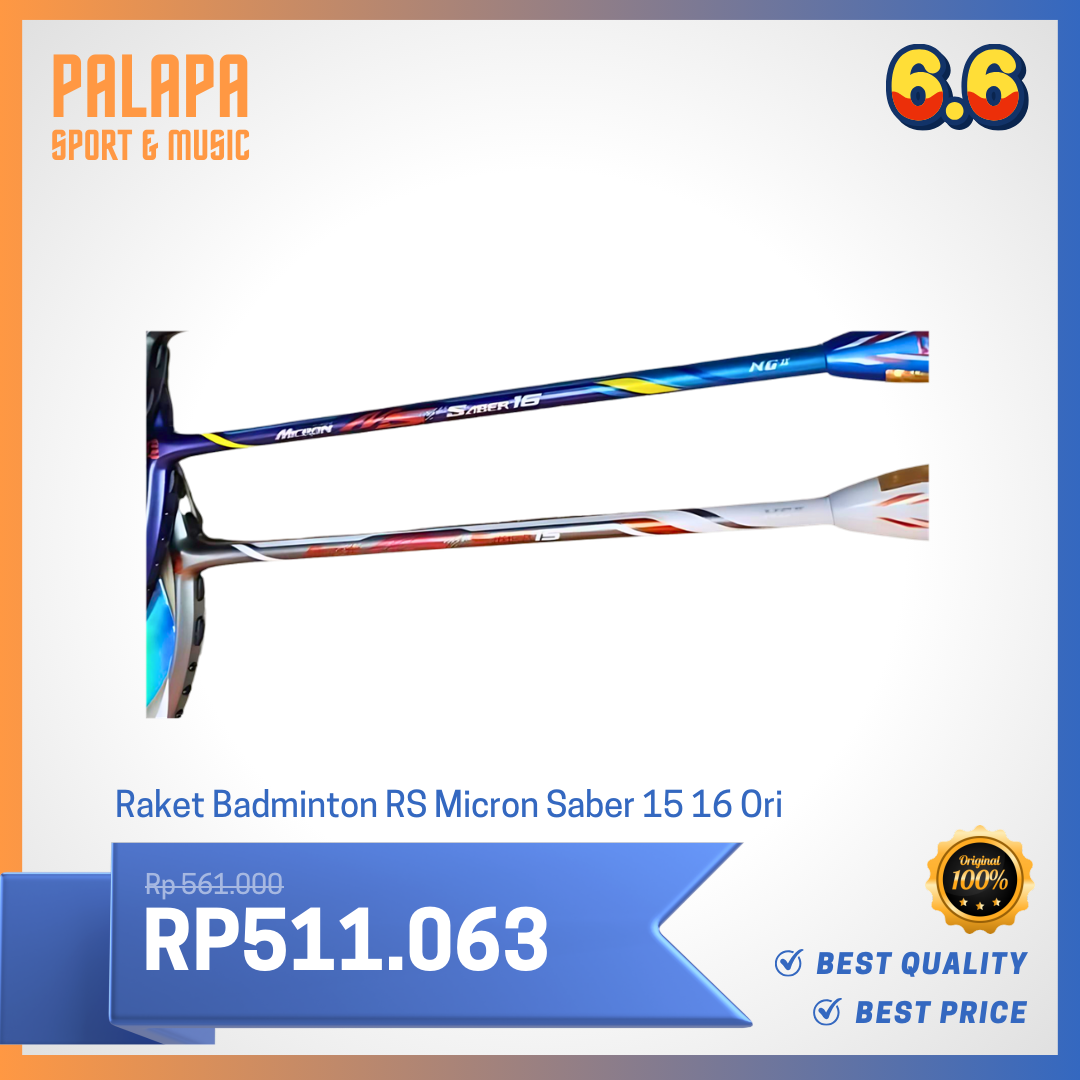 PALAPA
SPORT & MUSIC
6.6
NG II
MICRON
SABER 16
15
Raket Badminton RS Micron Saber 15 16 Ori
Rp 561.000
RP511.063
Original
100%
BEST QUALITY
BEST PRICE